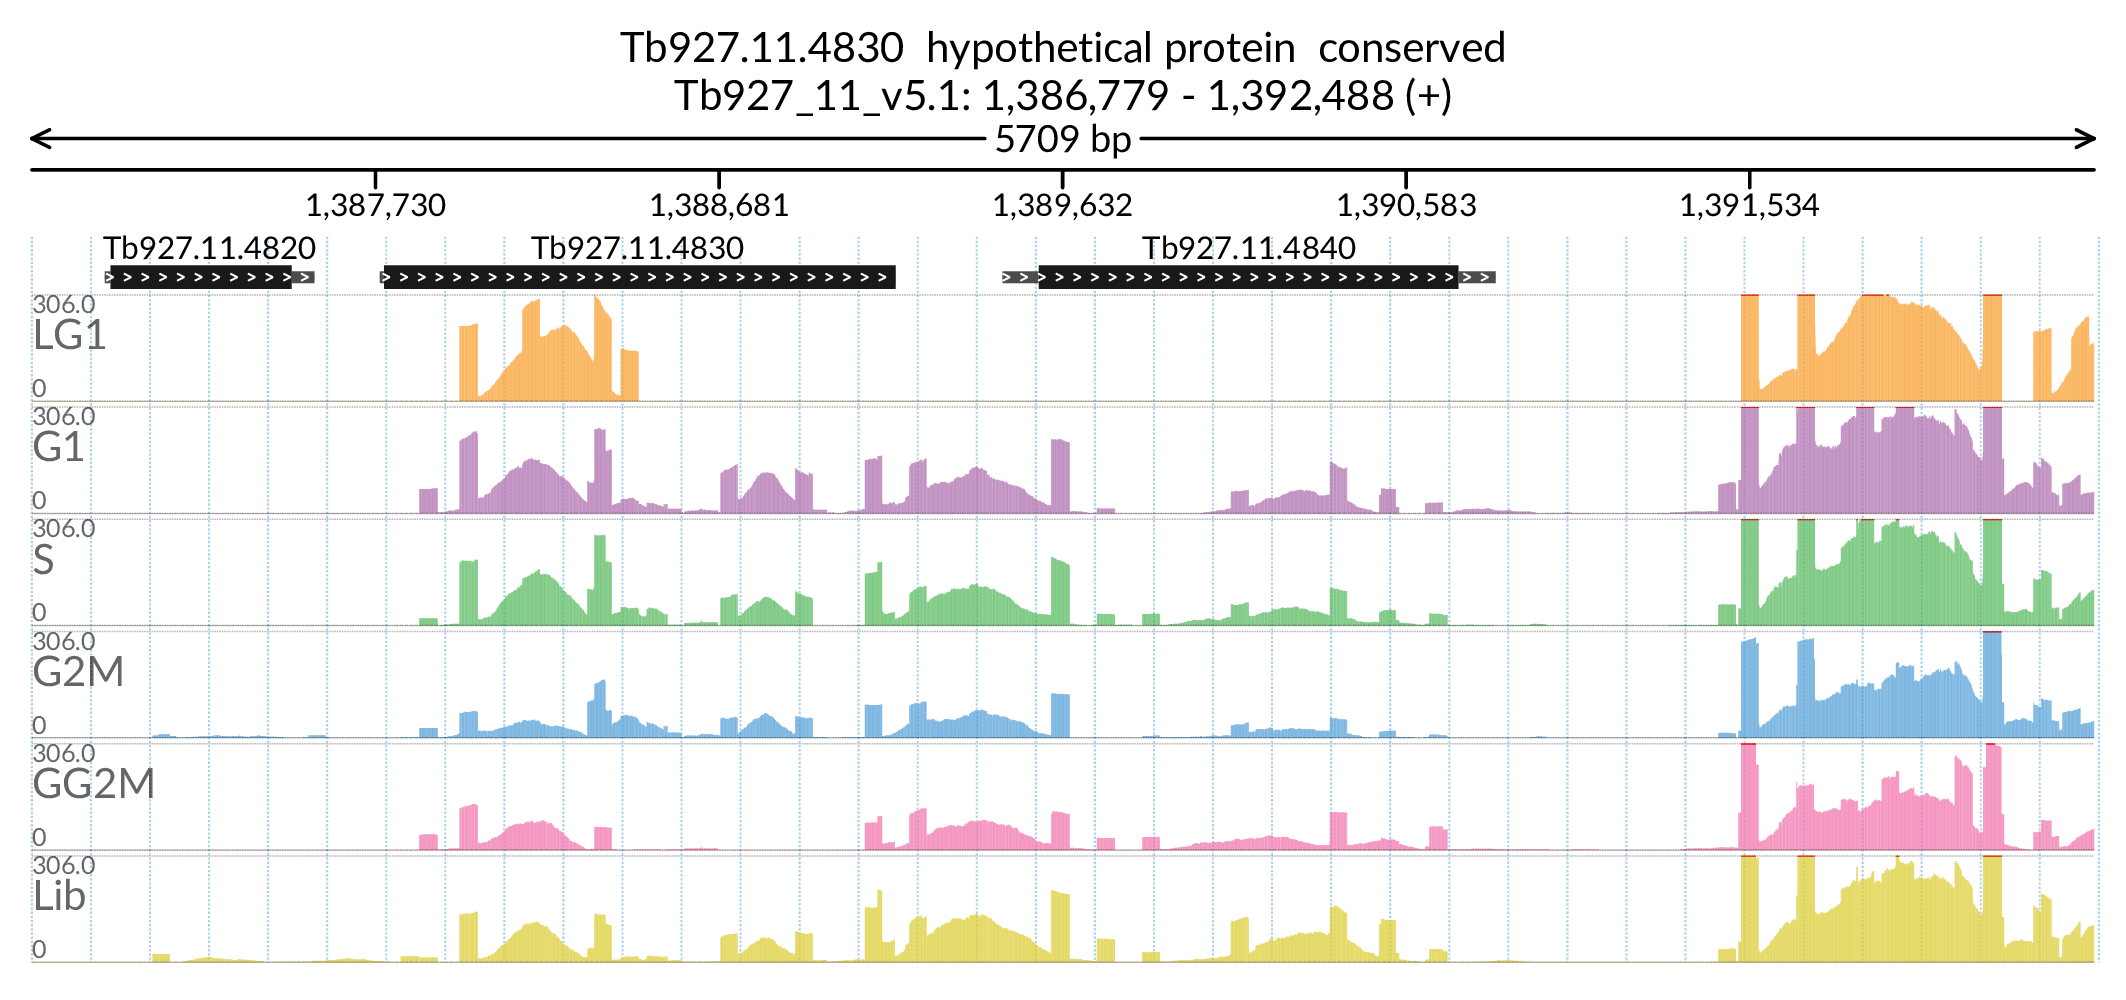 Tb927.11.4830  hypothetical protein  conserved
Tb927_11_v5.1: 1,386,779 - 1,392,488 (+)
5709 bp
1,387,730 1,388,681 1,389,632 1,390,583 1,391,534
Tb927.11.4820 Tb927.11.4830 Tb927.11.4840
306.0
LG1
0
306.0
G1
0
306.0
S
0
306.0
G2M
0
306.0
GG2M
0
306.0
Lib
0